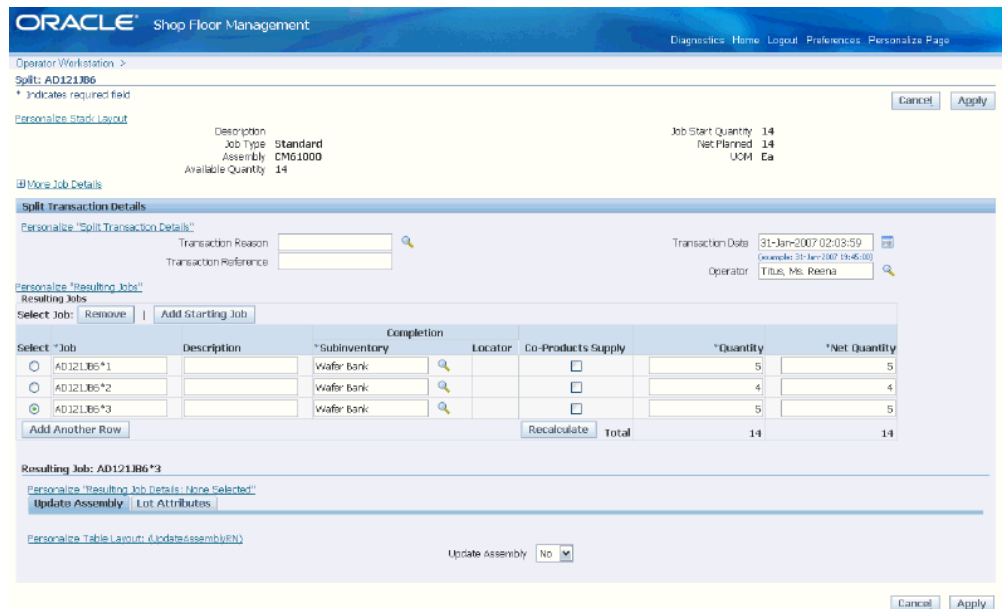 ORACLE® Shop Floor Management
Diagnostics Home Logout Preferences Personalize Page
Operator Workstation >
Split: AD121JB6
* Indicates required field
Cancel Apply
Personalize Stack Layout
Description
Job Start Quantity 14
Job Type Standard
Net Planned 14
Assembly CM61000
UOM Ea
Available Quantity 14
More Job Details
Split Transaction Details
Personalize "Split Transaction Details"
Transaction Reason
Transaction Date 31-Jan-2007 02:03:59
(example: 31-Jan-2007 19:45:00)
Transaction Reference
Operator Titus, Ms. Reena
Personalize "Resulting Jobs"
Resulting Jobs
Select Job: Remove | Add Starting Job
Completion
Select *Job Description *Subinventory Locator Co-Products Supply *Quantity *Net Quantity
AD121JB6*1 Wafer Bank 5 5
AD121JB6*2 Wafer Bank 4 4
AD121JB6*3 Wafer Bank 5 5
Add Another Row Recalculate Total 14 14
Resulting Job: AD121JB6*3
Personalize "Resulting Job Details: None Selected"
Update Assembly Lot Attributes
Personalize Table Layout: (UpdateAssemblyRN)
Update Assembly No
Cancel Apply